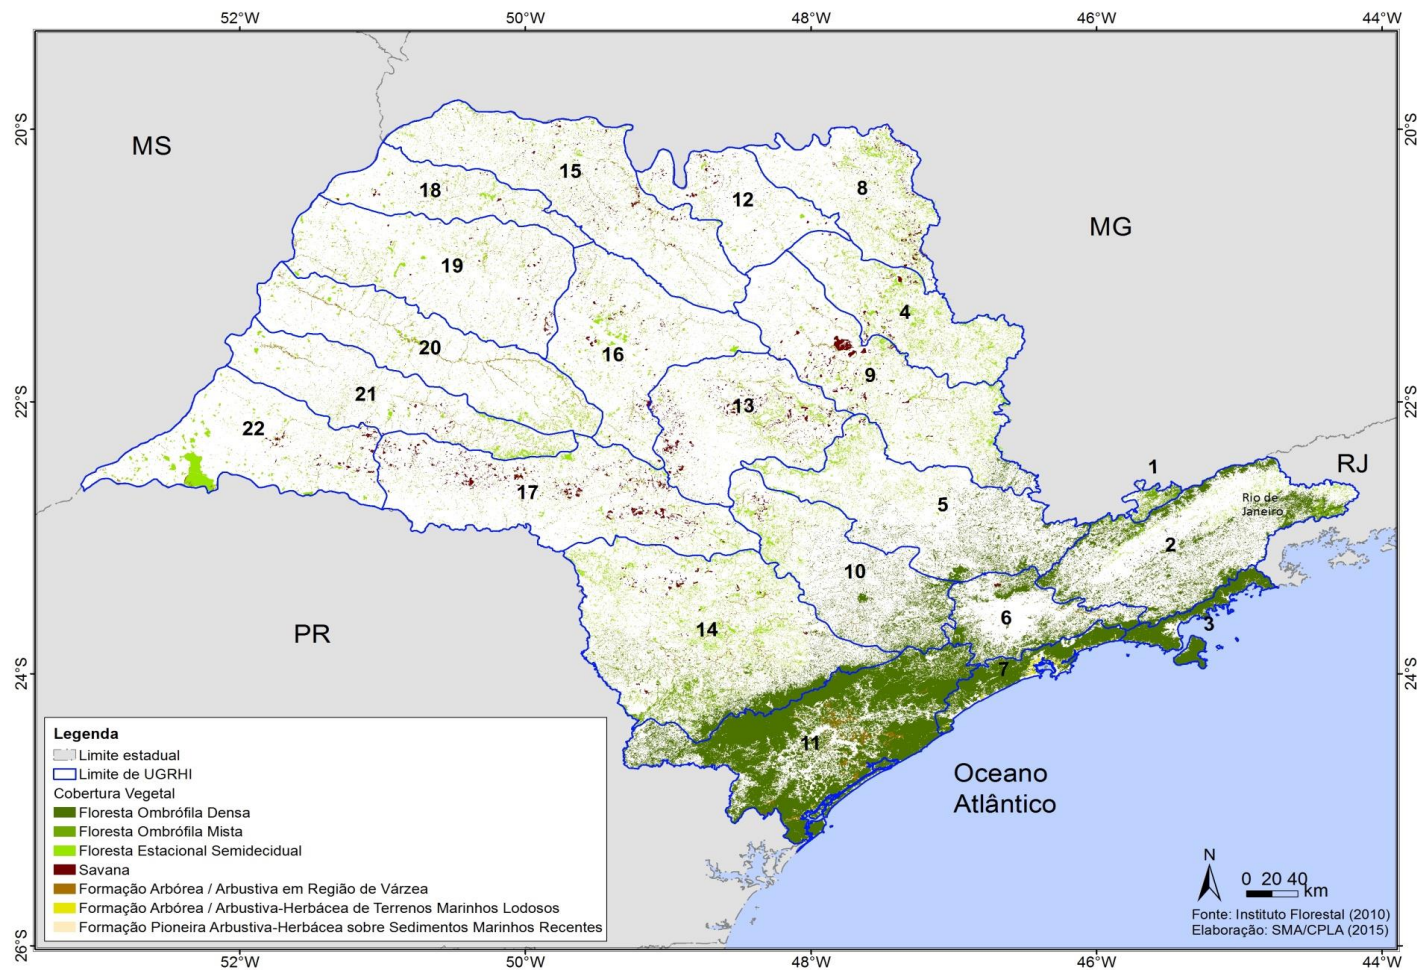 52°W 50°W 48°W 46°W 44°W
20°S 20°S
MS
15
18
12
8
MG
19
4
20
16
9
21
13
22°S 22°S
22
17
1
RJ
5
Rio de
Janeiro
2
10
6
3
14
PR
7
24°S 24°S
11
Oceano
Atlântico
Legenda
Limite estadual
Limite de UGRHI
Cobertura Vegetal
Floresta Ombrófila Densa
Floresta Ombrófila Mista
Floresta Estacional Semidecidual
Savana
Formação Arbórea / Arbustiva em Região de Várzea
Formação Arbórea / Arbustiva-Herbácea de Terrenos Marinhos Lodosos
Formação Pioneira Arbustiva-Herbácea sobre Sedimentos Marinhos Recentes
N
0 20 40
km
Fonte: Instituto Florestal (2010)
Elaboração: SMA/CPLA (2015)
26°S 26°S
52°W 50°W 48°W 46°W 44°W